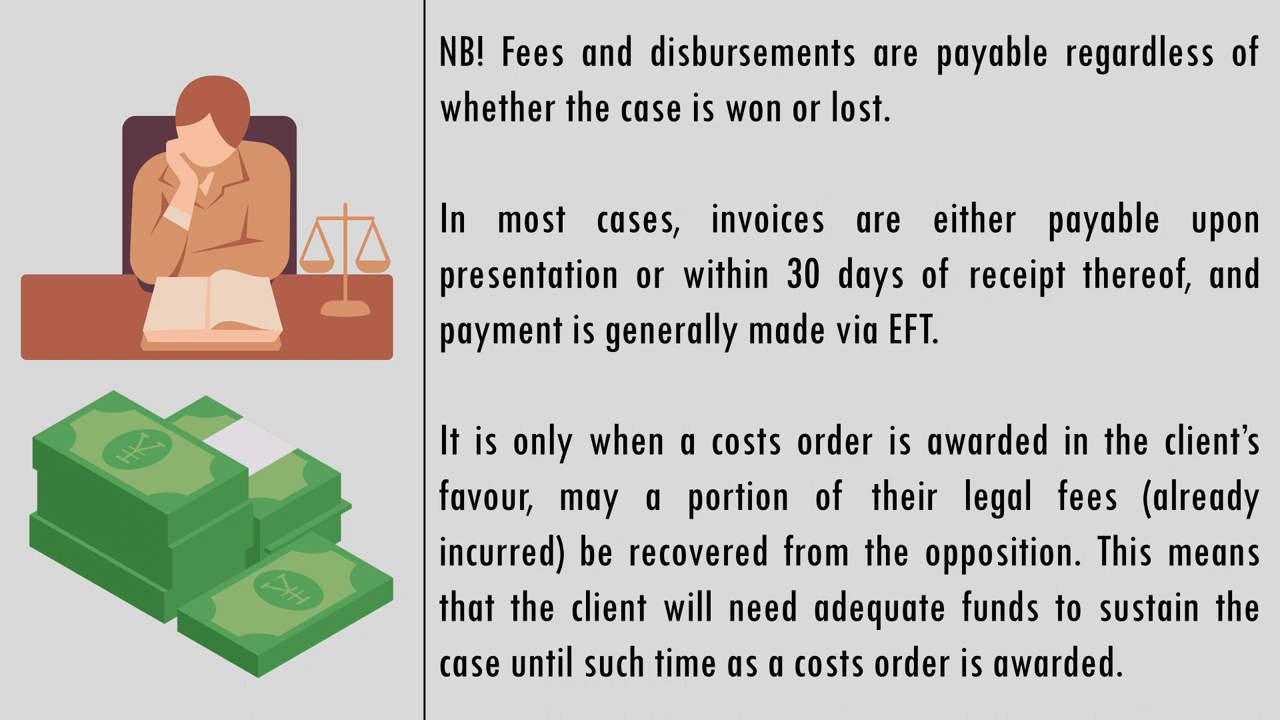 NB! Fees and disbursements are payable regardless of
whether the case is won or lost.
In most cases, invoices are either payable upon
presentation or within 30 days of receipt thereof, and
payment is generally made via EFT.
It is only when a costs order is awarded in the client’s
favour, may a portion of their legal fees (already
incurred) be recovered from the opposition. This means
that the client will need adequate funds to sustain the
case until such time as a costs order is awarded.